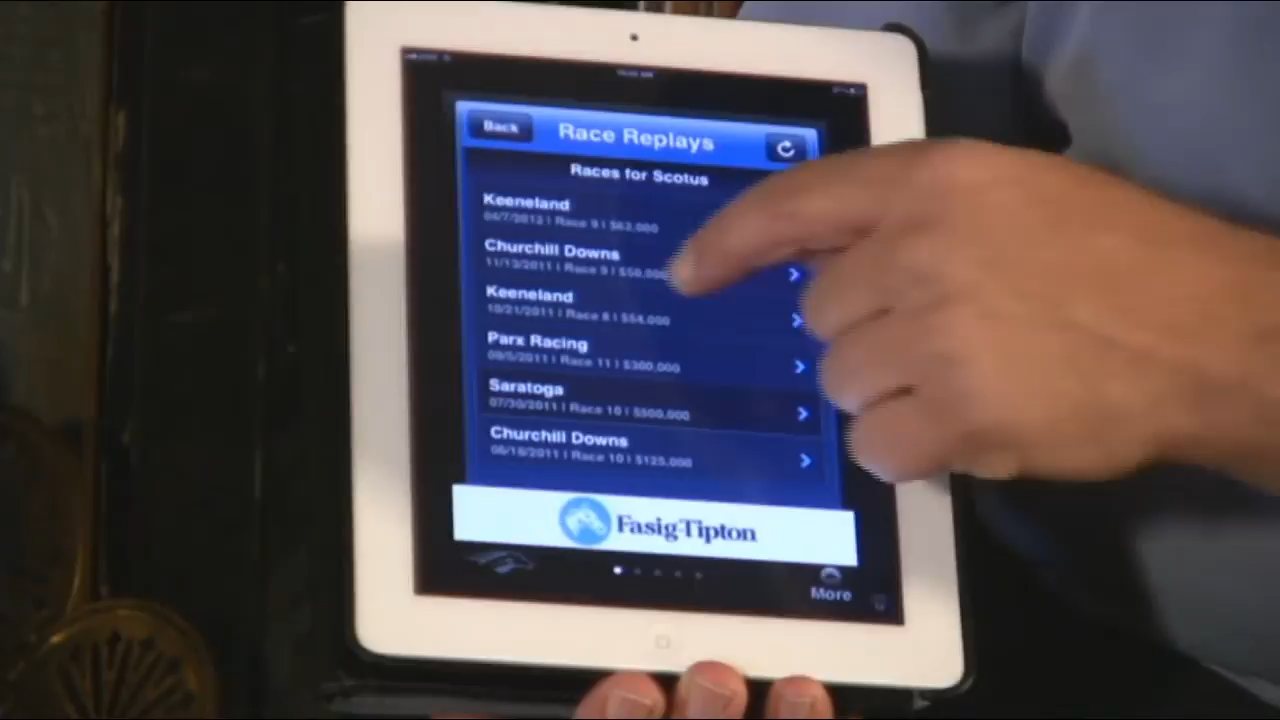 Back
Race Replays
Races for Scotus
Keeneland
04/7/2012 | Race 9 | $63,000
Churchill Downs
11/13/2011 | Race 9 | $50,000
Keeneland
10/21/2011 | Race 8 | $54,000
Parx Racing
09/5/2011 | Race 11 | $300,000
Saratoga
07/30/2011 | Race 10 | $500,000
Churchill Downs
06/18/2011 | Race 10 | $125,000
Fasig-Tipton
More